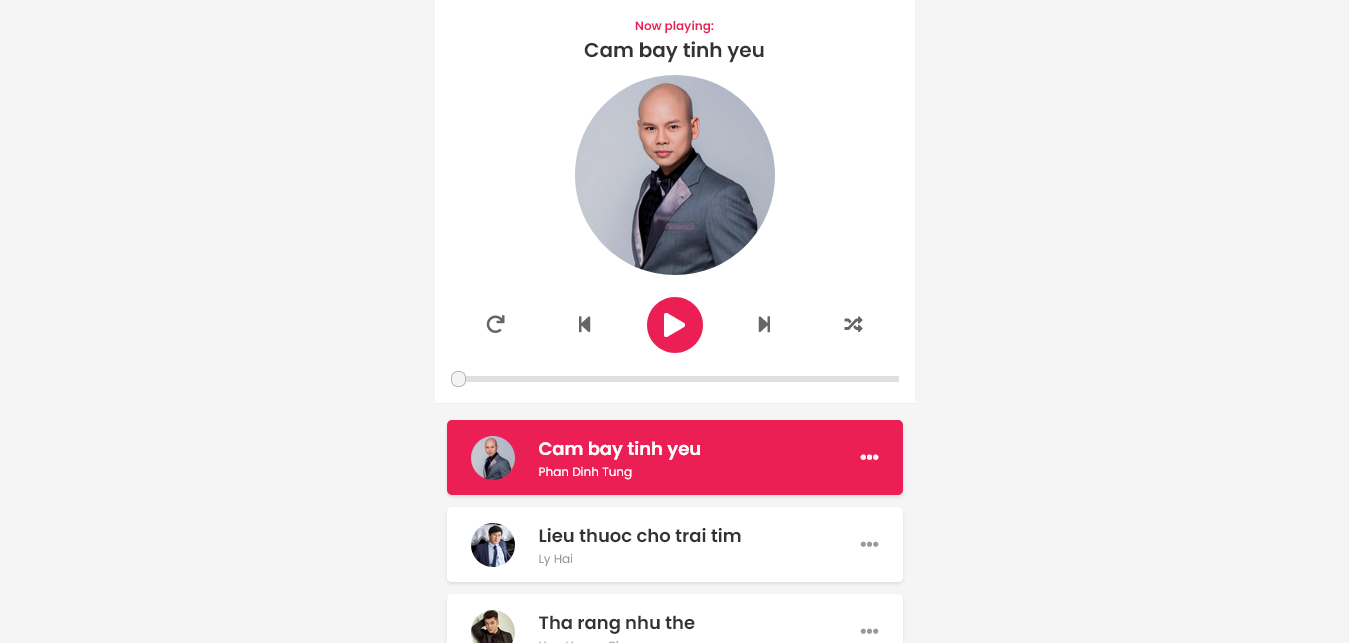 Now playing:
Cam bay tinh yeu
Cam bay tinh yeu
Phan Dinh Tung
Lieu thuoc cho trai tim
Ly Hai
Tha rang nhu the